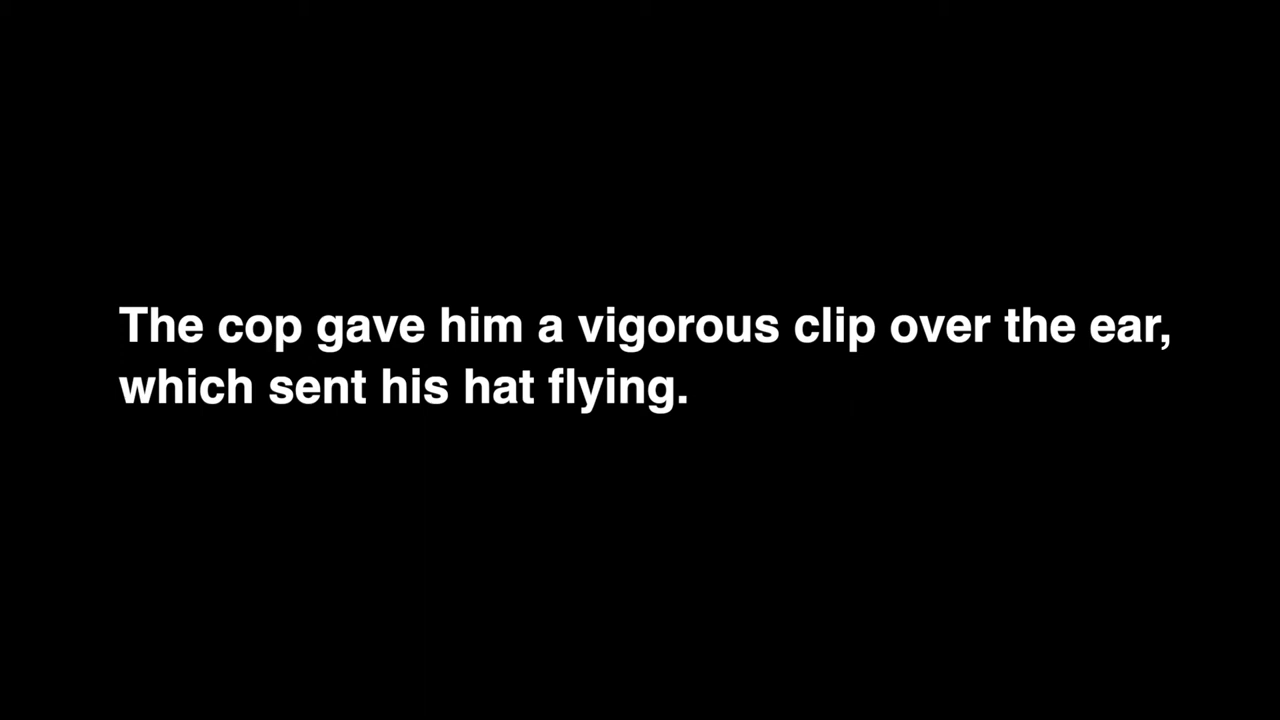 The cop gave him a vigorous clip over the ear,
which sent his hat flying.